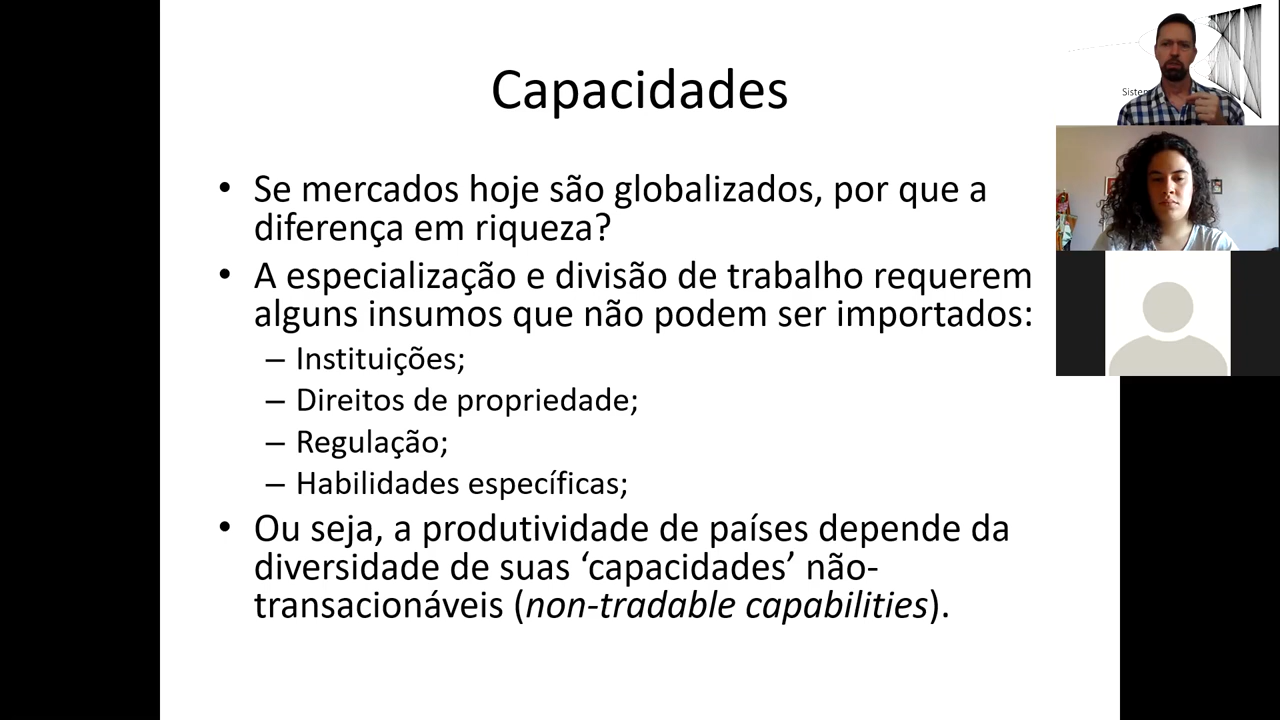 Capacidades
• Se mercados hoje são globalizados, por que a
diferença em riqueza?
• A especialização e divisão de trabalho requerem
alguns insumos que não podem ser importados:
– Instituições;
– Direitos de propriedade;
– Regulação;
– Habilidades específicas;
• Ou seja, a produtividade de países depende da
diversidade de suas ‘capacidades’ não-
transacionáveis (non-tradable capabilities).